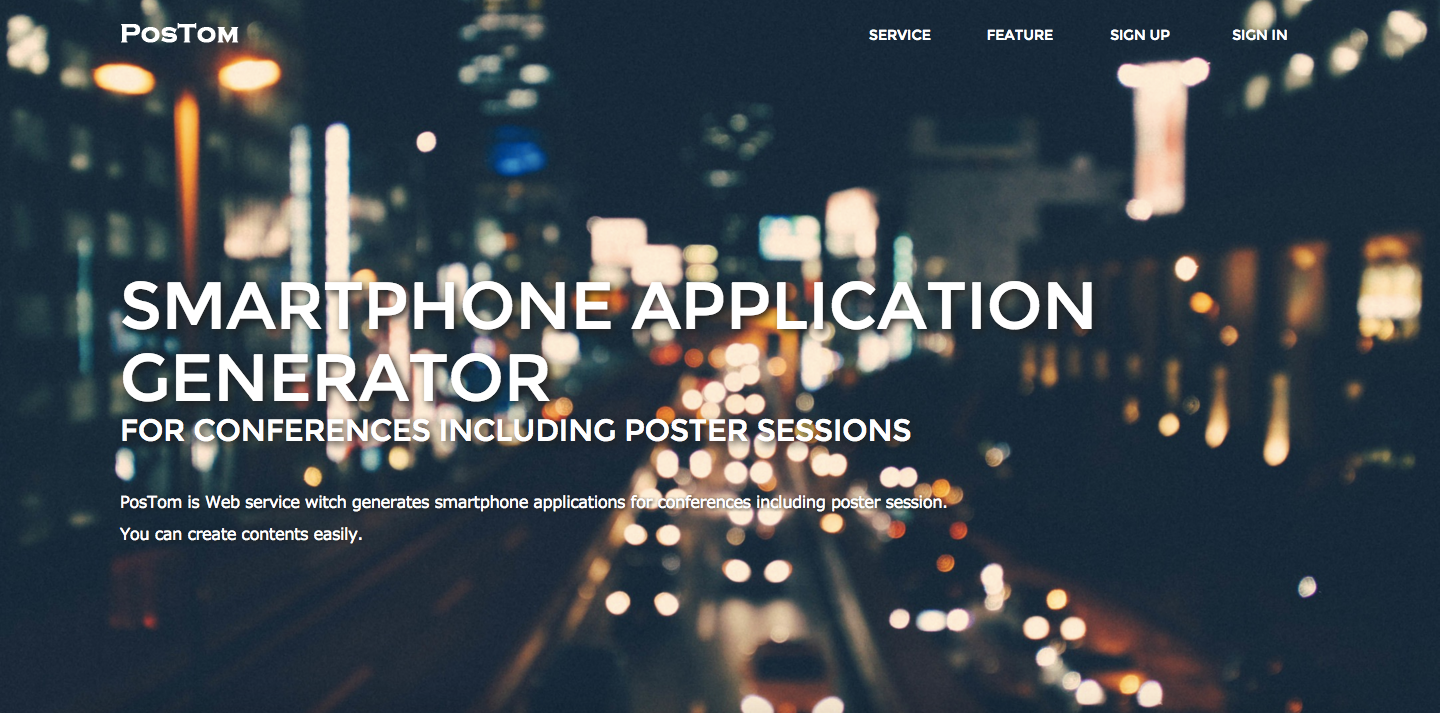 PosTom
SERVICE FEATURE SIGN UP SIGN IN
SMARTPHONE APPLICATION
GENERATOR
FOR CONFERENCES INCLUDING POSTER SESSIONS
PosTom is Web service witch generates smartphone applications for conferences including poster session.
You can create contents easily.